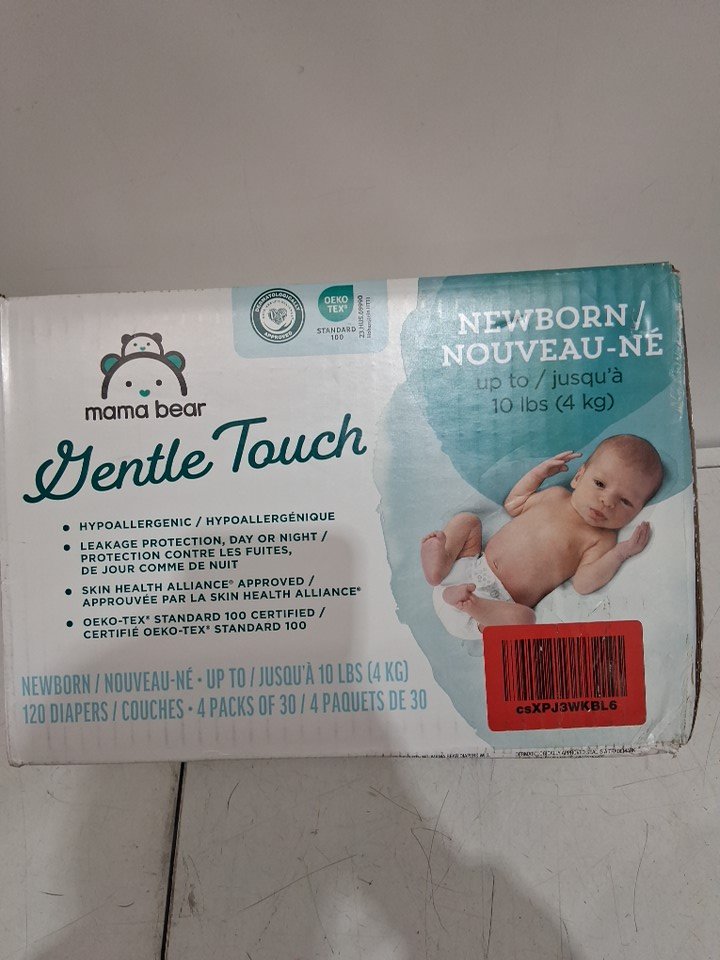 mama bear
Gentle Touch
DERMATOLOGICALLY
APPROVED
OEKO
TEX®
STANDARD
100
NEWBORN /
NOUVEAU-NÉ
up to / jusqu'à
10 lbs (4 kg)
• HYPOALLERGENIC / HYPOALLERGÉNIQUE
• LEAKAGE PROTECTION, DAY OR NIGHT /
PROTECTION CONTRE LES FUITES,
DE JOUR COMME DE NUIT
• SKIN HEALTH ALLIANCE® APPROVED /
APPROUVÉE PAR LA SKIN HEALTH ALLIANCE®
• OEKO-TEX® STANDARD 100 CERTIFIED /
CERTIFIÉ OEKO-TEX® STANDARD 100
NEWBORN / NOUVEAU-NÉ • UP TO / JUSQU'À 10 LBS (4 KG)
120 DIAPERS / COUCHES • 4 PACKS OF 30 / 4 PAQUETS DE 30
csXPJ3WKBL6